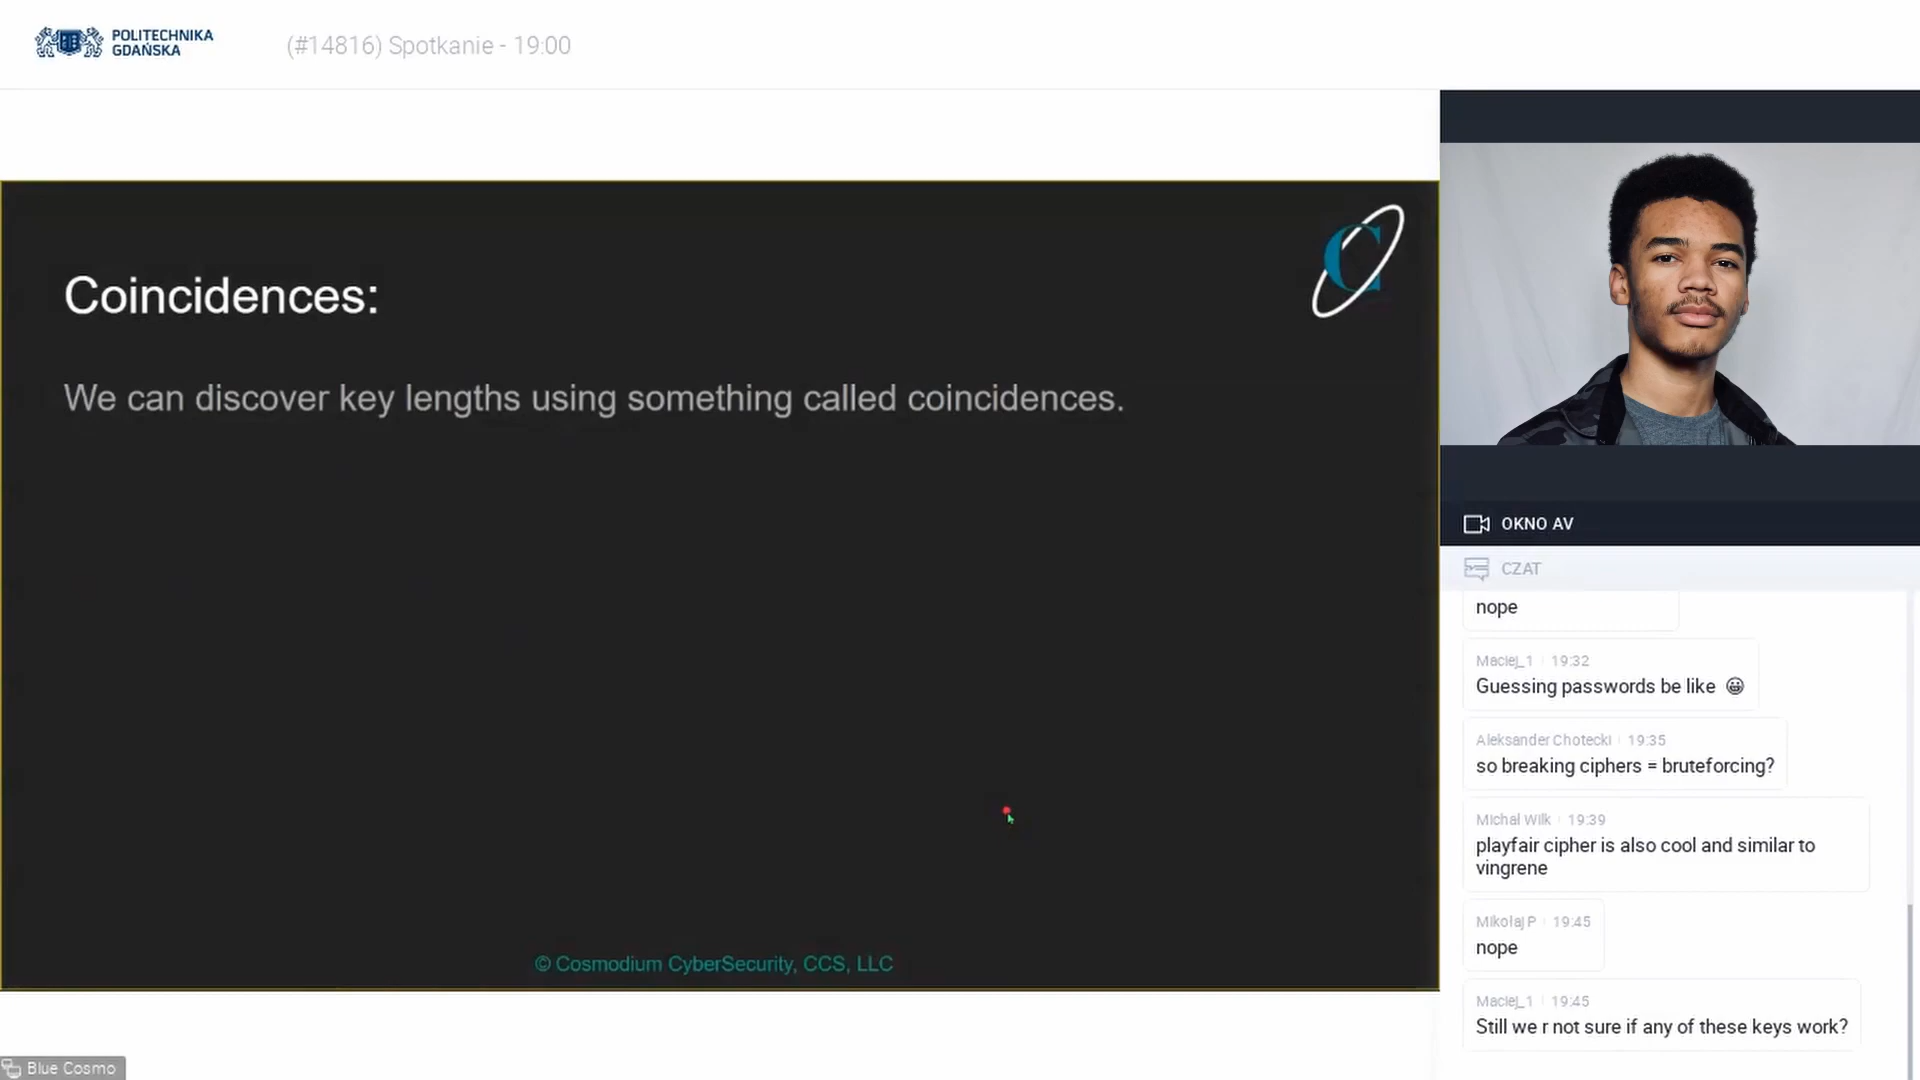 POLITECHNIKA
GDAŃSKA
(#14816) Spotkanie - 19:00
Coincidences:
We can discover key lengths using something called coincidences.
© Cosmodium CyberSecurity, CCS, LLC
Blue Cosmo
OKNO AV
CZAT
nope
Maciej_1 19:32
Guessing passwords be like 😀
Aleksander Chotecki 19:35
so breaking ciphers = bruteforcing?
Michał Wilk 19:39
playfair cipher is also cool and similar to
vingrene
Mikołaj P 19:45
nope
Maciej_1 19:45
Still we r not sure if any of these keys work?